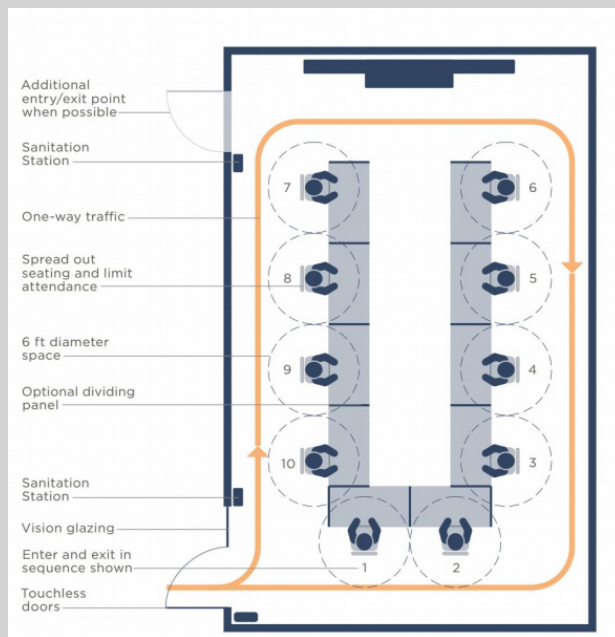 Additional
entry/exit point
when possible
Sanitation
Station
One-way traffic
Spread out
seating and limit
attendance
6 ft diameter
space
Optional dividing
panel
Sanitation
Station
Vision glazing
Enter and exit in
sequence shown
Touchless
doors
7
6
8
5
9
4
10
3
1
2